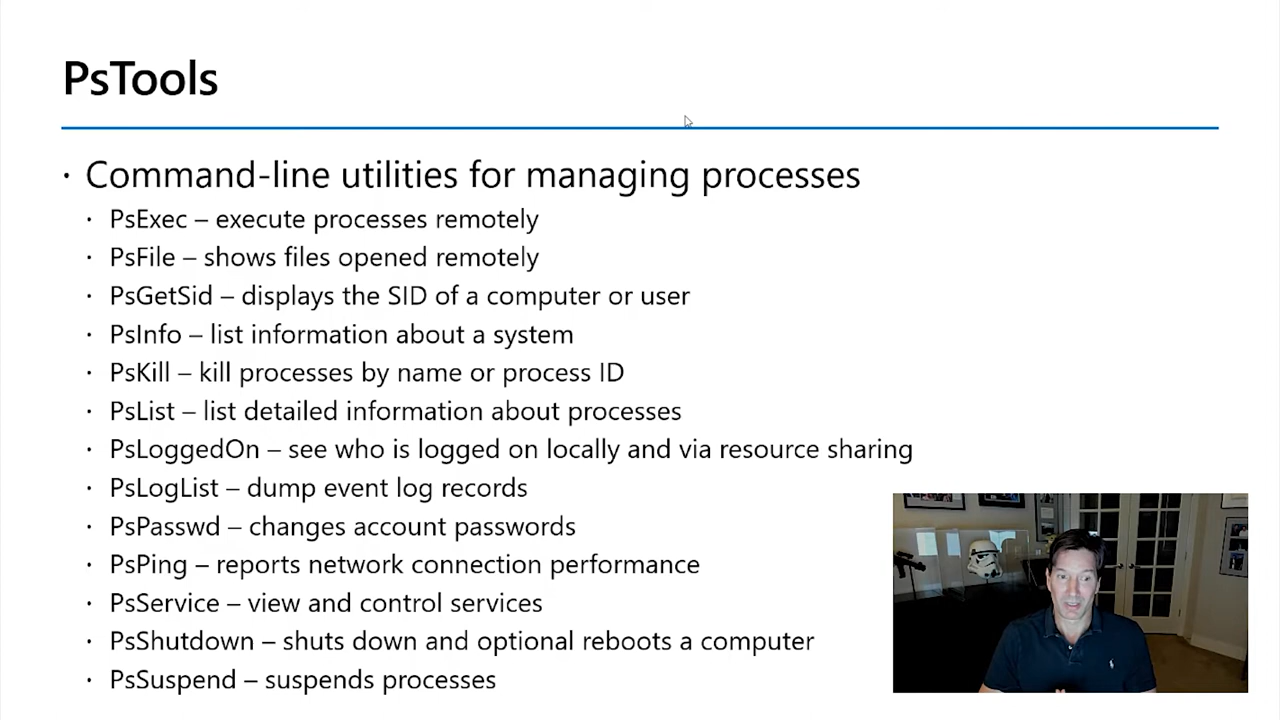 PsTools
• Command-line utilities for managing processes
• PsExec – execute processes remotely
• PsFile – shows files opened remotely
• PsGetSid – displays the SID of a computer or user
• PsInfo – list information about a system
• PsKill – kill processes by name or process ID
• PsList – list detailed information about processes
• PsLoggedOn – see who is logged on locally and via resource sharing
• PsLogList – dump event log records
• PsPasswd – changes account passwords
• PsPing – reports network connection performance
• PsService – view and control services
• PsShutdown – shuts down and optional reboots a computer
• PsSuspend – suspends processes